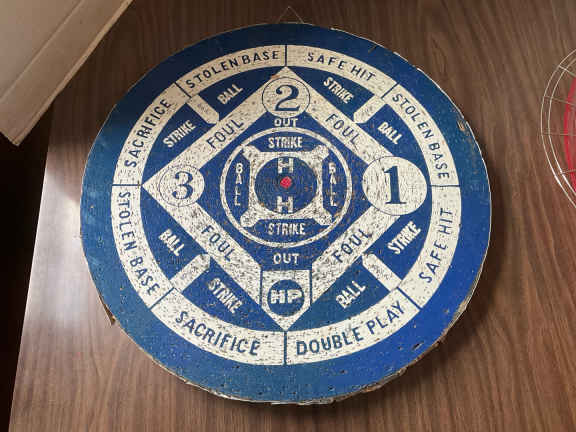 STOLEN BASE
SAFE HIT
STOLEN BASE
SAFE HIT
DOUBLE PLAY
SACRIFICE
STOLEN BASE
SACRIFICE
BALL
STRIKE
BALL
STRIKE
BALL
STRIKE
BALL
STRIKE
2
FOUL
FOUL
OUT
STRIKE
H
BALL
BALL
3
1
H
STRIKE
FOUL
FOUL
OUT
HP